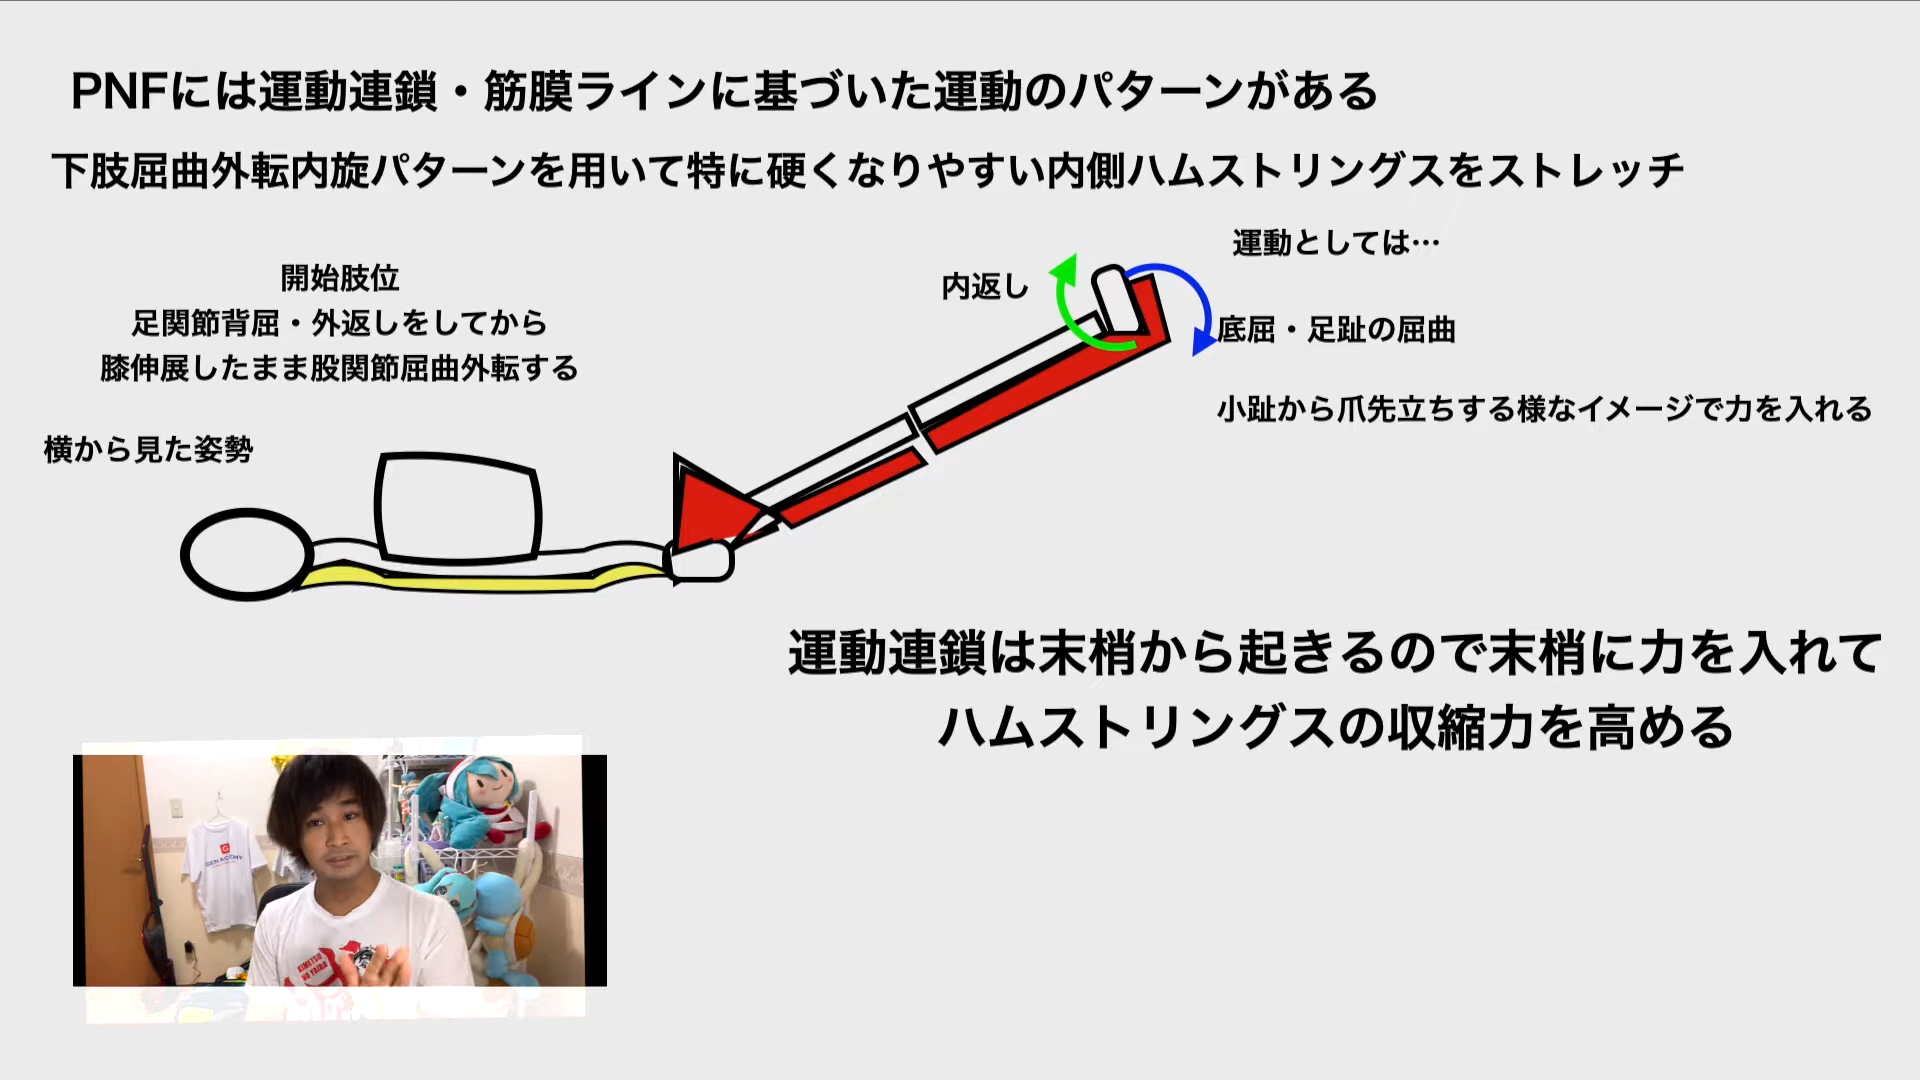 PNFには運動連鎖・筋膜ラインに基づいた運動のパターンがある
下肢屈曲外転内旋パターンを用いて特に硬くなりやすい内側ハムストリングスをストレッチ
運動としては…
開始肢位
足関節背屈・外返しをしてから
膝伸展したまま股関節屈曲外転する
内返し
底屈・足趾の屈曲
小趾から爪先立ちする様なイメージで力を入れる
横から見た姿勢
運動連鎖は末梢から起きるので末梢に力を入れて
ハムストリングスの収縮力を高める
G
GEN ACADEMY
KIMETSU
NO YAIBA